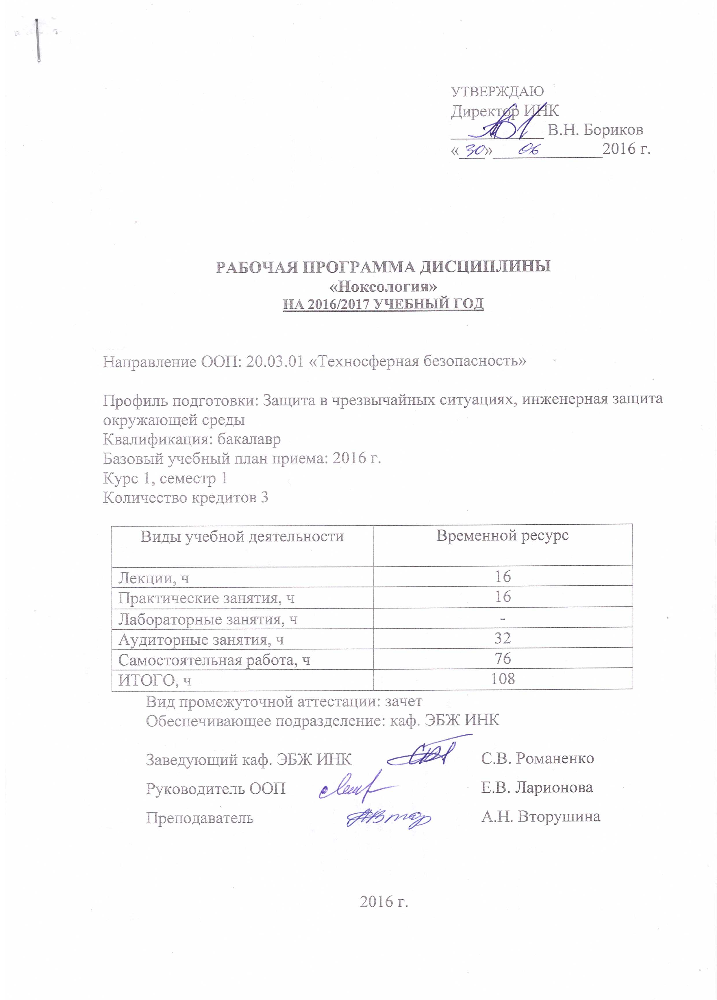 УТВЕРЖДАЮ
Директор ИНК
В.Н. Бориков
«30» 06 2016 г.
РАБОЧАЯ ПРОГРАММА ДИСЦИПЛИНЫ
«Ноксология»
НА 2016/2017 УЧЕБНЫЙ ГОД
Направление ООП: 20.03.01 «Техносферная безопасность»
Профиль подготовки: Защита в чрезвычайных ситуациях, инженерная защита
окружающей среды
Квалификация: бакалавр
Базовый учебный план приема: 2016 г.
Курс 1, семестр 1
Количество кредитов 3
Виды учебной деятельности Временной ресурс
Лекции, ч 16
Практические занятия, ч 16
Лабораторные занятия, ч -
Аудиторные занятия, ч 32
Самостоятельная работа, ч 76
ИТОГО, ч 108
Вид промежуточной аттестации: зачет
Обеспечивающее подразделение: каф. ЭБЖ ИНК
Заведующий каф. ЭБЖ ИНК С.В. Романенко
Руководитель ООП Е.В. Ларионова
Преподаватель А.Н. Вторушина
2016 г.